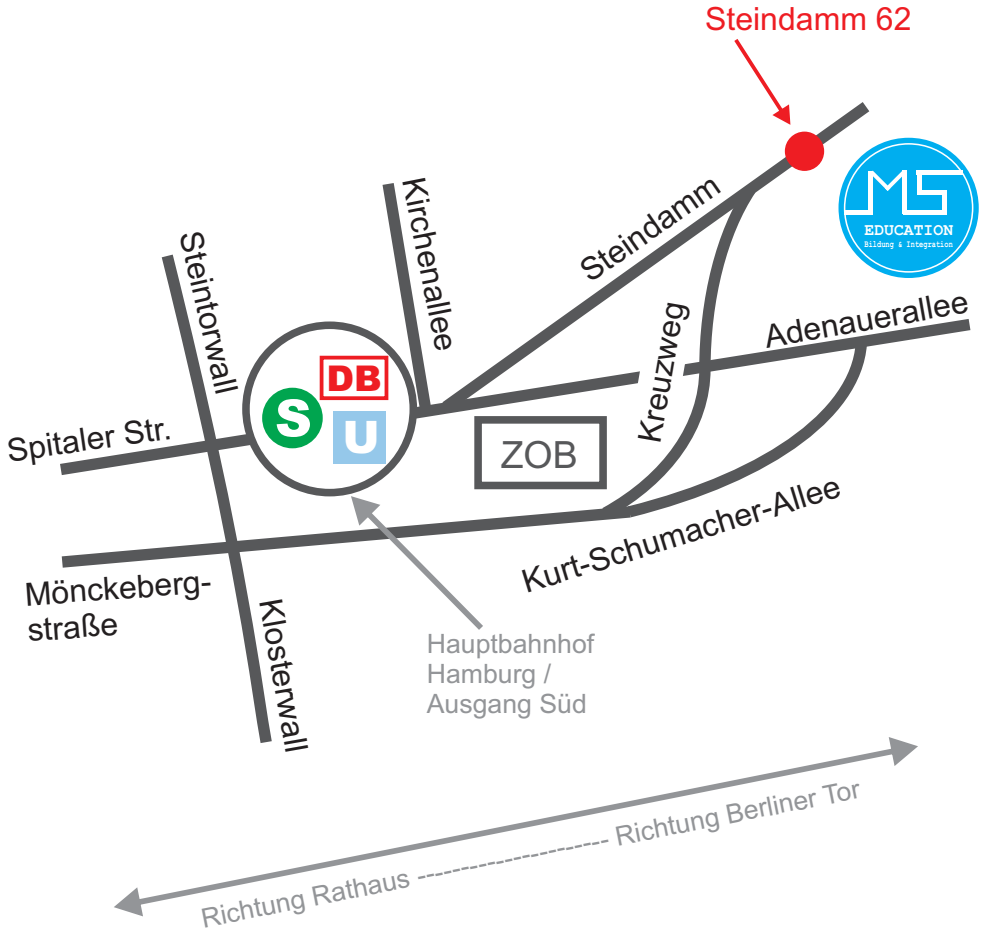 Steindamm 62
MS
EDUCATION
Bildung & Integration
Kirchenallee
Steindamm
Steintorwall
Kreuzweg
Adenauerallee
DB
S
U
Spitaler Str.
ZOB
Kurt-Schumacher-Allee
Mönckeberg-
straße
Klosterwall
Hauptbahnhof
Hamburg /
Ausgang Süd
Richtung Rathaus ---------------------- Richtung Berliner Tor